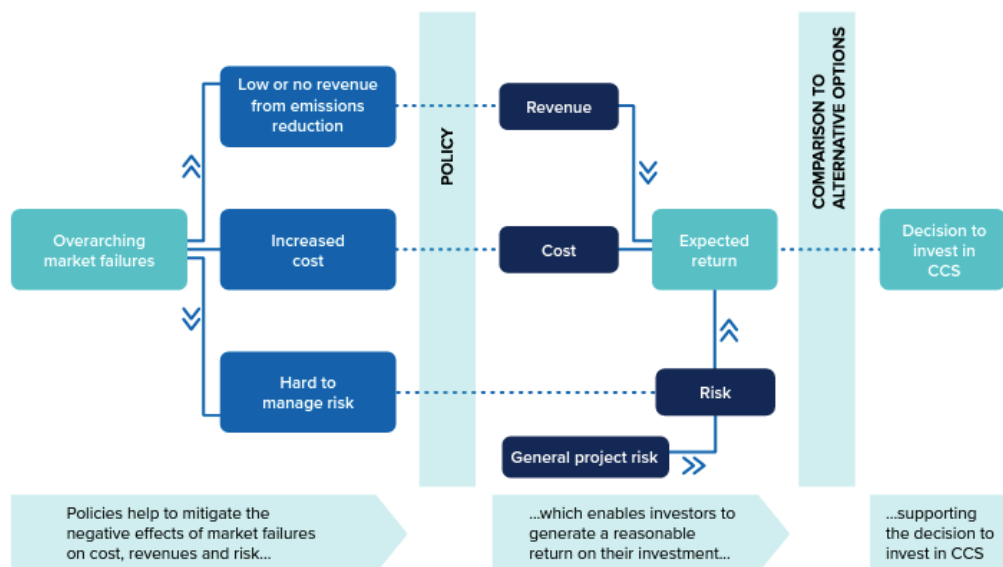 Low or no revenue
from emissions
reduction
Revenue
POLICY
COMPARISON TO
ALTERNATIVE OPTIONS
Overarching
market failures
Increased
cost
Cost
Expected
return
Decision to
invest in
CCS
Hard to
manage risk
Risk
General project risk
Policies help to mitigate the
negative effects of market failures
on cost, revenues and risk...
...which enables investors to
generate a reasonable
return on their investment...
...supporting
the decision to
invest in CCS